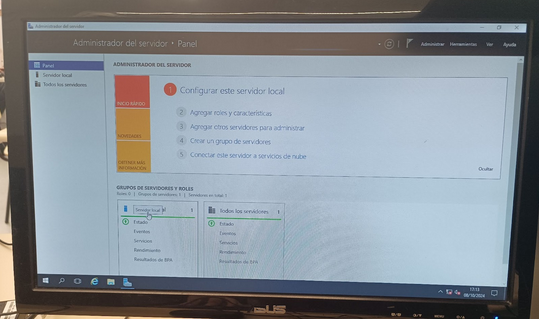 Administrador del servidor
Administrador del servidor • Panel
Administrar Herramientas Ver Ayuda
Panel
Servidor local
Todos los servidores
ADMINISTRADOR DEL SERVIDOR
INICIO RÁPIDO
NOVEDADES
OBTENER MÁS INFORMACIÓN
1 Configurar este servidor local
2 Agregar roles y características
3 Agregar otros servidores para administrar
4 Crear un grupo de servidores
5 Conectar este servidor a servicios de nube
Ocultar
GRUPOS DE SERVIDORES Y ROLES
Roles: 0 | Grupos de servidores: 1 | Servidores en total: 1
Servidor local 1
Estado
Eventos
Servicios
Rendimiento
Resultados de BPA
Todos los servidores 1
Estado
Eventos
Servicios
Rendimiento
Resultados de BPA
17:13
08/10/2024
ASUS